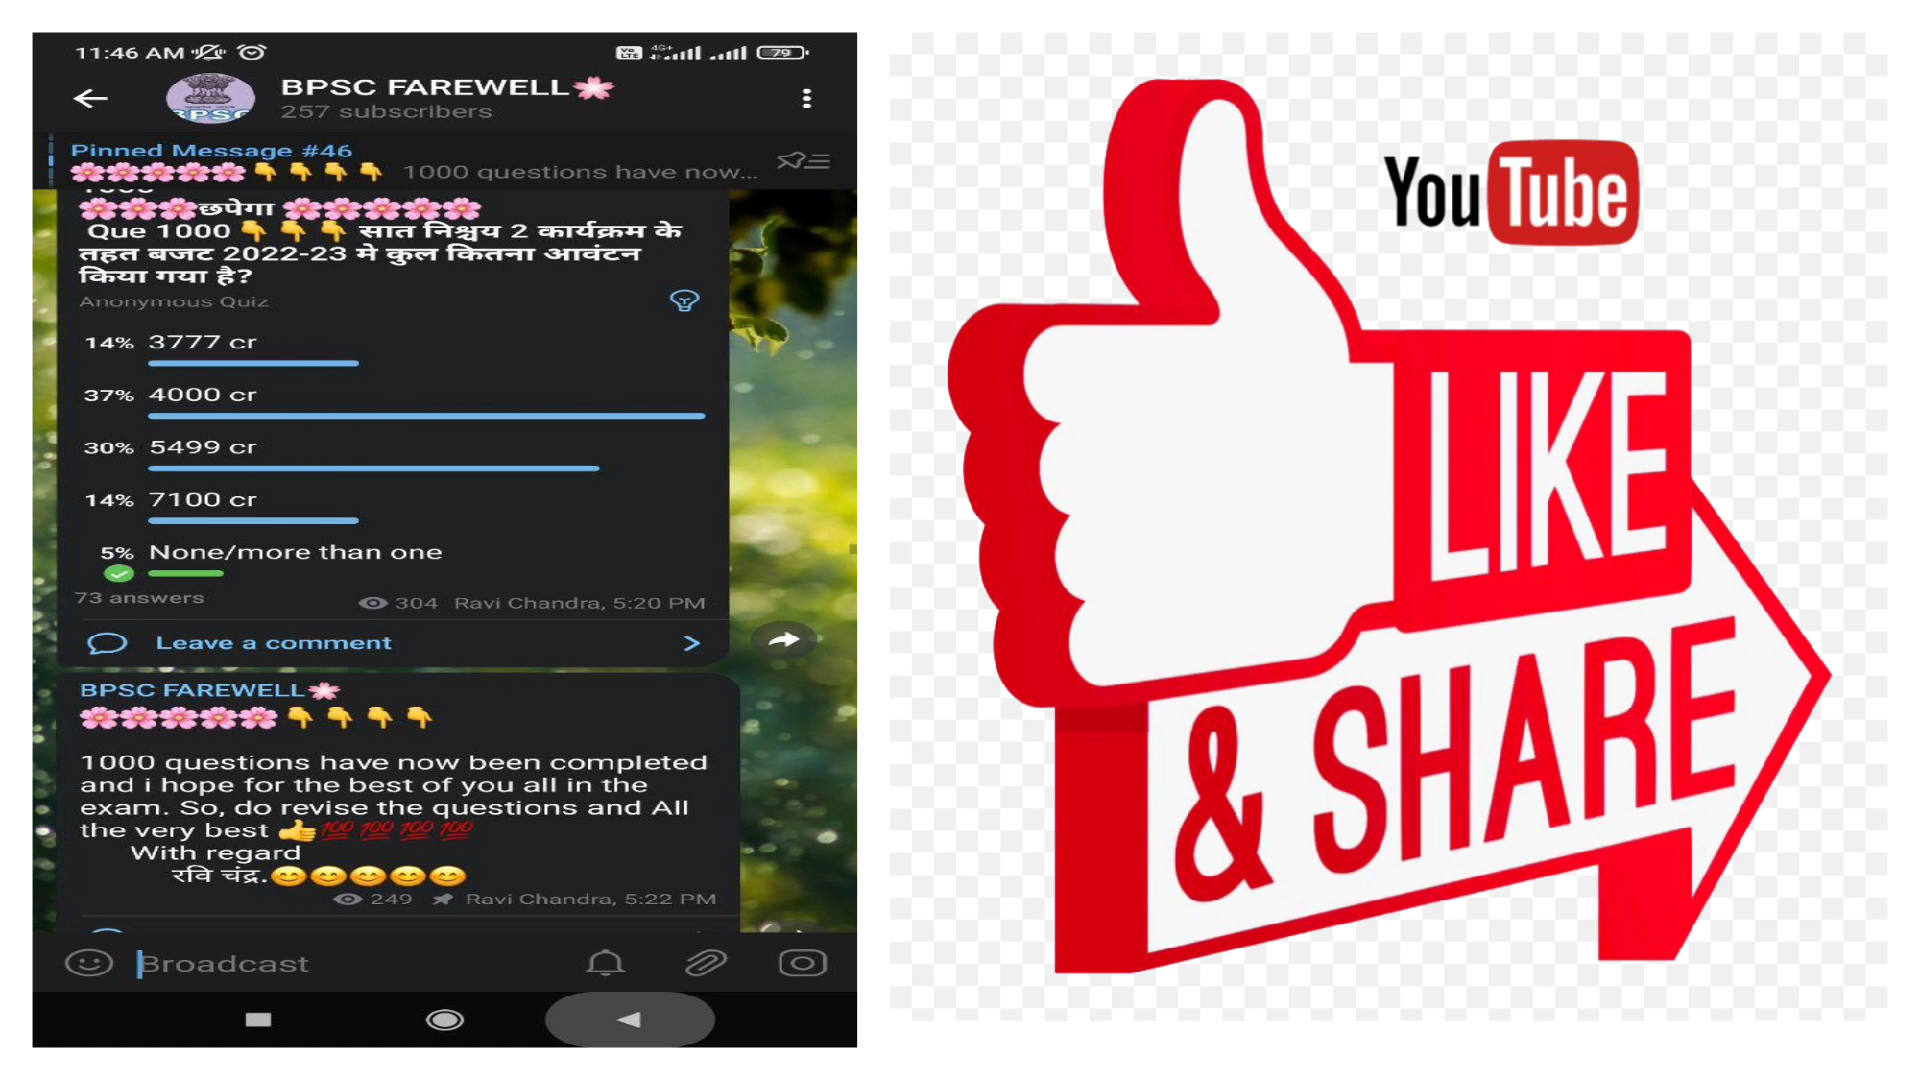 11:46 AM
Vo LTE 4G+ 79
BPSC FAREWELL🌸
257 subscribers
BPSC
Pinned Message #46
🌸🌸🌸🌸🌸👇👇👇👇 1000 questions have now...
🌸🌸🌸छपेगा 🌸🌸🌸🌸🌸
Que 1000 👇👇👇 सात निश्चय 2 कार्यक्रम के
तहत बजट 2022-23 मे कुल कितना आवंटन
किया गया है?
Anonymous Quiz
14% 3777 cr
37% 4000 cr
30% 5499 cr
14% 7100 cr
5% None/more than one
73 answers
304 Ravi Chandra, 5:20 PM
Leave a comment
BPSC FAREWELL🌸
🌸🌸🌸🌸🌸👇👇👇👇
1000 questions have now been completed
and i hope for the best of you all in the
exam. So, do revise the questions and All
the very best 👍💯💯💯💯
With regard
रवि चंद्र.😊😊😊😊😊
249 Ravi Chandra, 5:22 PM
Broadcast
YouTube
LIKE
& SHARE